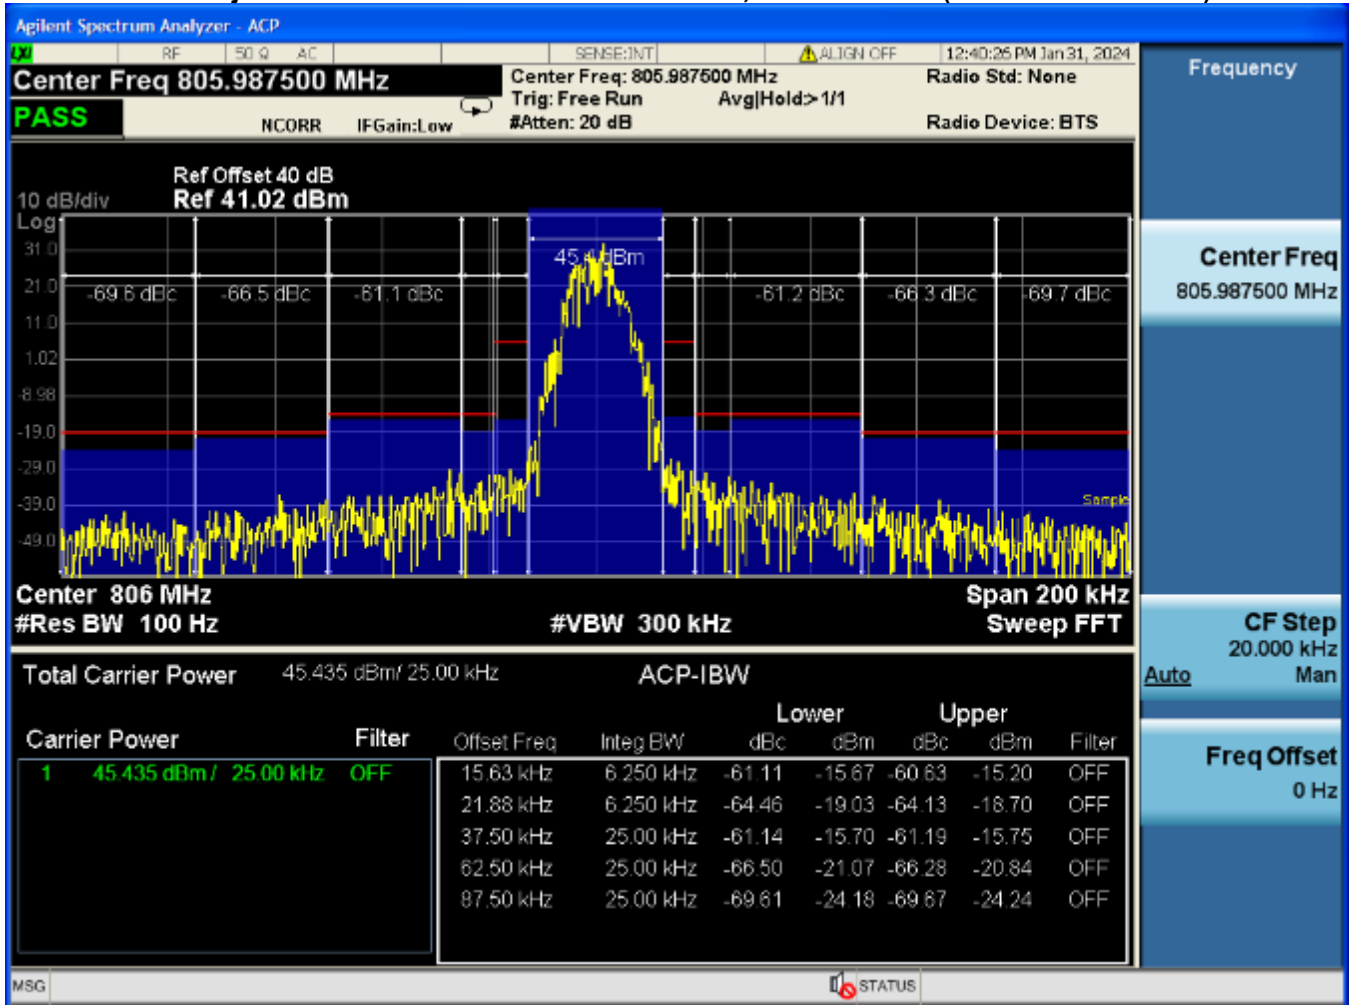 Agilent Spectrum Analyzer - ACP
LXI RF 50 Ω AC SENSE:INT ALIGN OFF 12:40:26 PM Jan 31, 2024
Center Freq 805.987500 MHz
Center Freq: 805.987500 MHz Radio Std: None
Trig: Free Run Avg|Hold:>1/1
PASS NCORR IFGain:Low #Atten: 20 dB Radio Device: BTS
Ref Offset 40 dB
10 dB/div Ref 41.02 dBm
Log
31.0
45.4 dBm
21.0
-69.6 dBc -66.5 dBc -61.1 dBc -61.2 dBc -66.3 dBc -69.7 dBc
11.0
1.02
-8.98
-19.0
-29.0
-39.0
Sample
-49.0
Center 806 MHz Span 200 kHz
#Res BW 100 Hz #VBW 300 kHz Sweep FFT
Total Carrier Power 45.435 dBm/ 25.00 kHz ACP-IBW
Lower Upper
Carrier Power Filter Offset Freq Integ BW dBc dBm dBc dBm Filter
1 45.435 dBm / 25.00 kHz OFF 15.63 kHz 6.250 kHz -61.11 -15.67 -60.63 -15.20 OFF
21.88 kHz 6.250 kHz -64.46 -19.03 -64.13 -18.70 OFF
37.50 kHz 25.00 kHz -61.14 -15.70 -61.19 -15.75 OFF
62.50 kHz 25.00 kHz -66.50 -21.07 -66.28 -20.84 OFF
87.50 kHz 25.00 kHz -69.61 -24.18 -69.67 -24.24 OFF
MSG STATUS
Frequency
Center Freq
805.987500 MHz
CF Step
20.000 kHz
Auto Man
Freq Offset
0 Hz